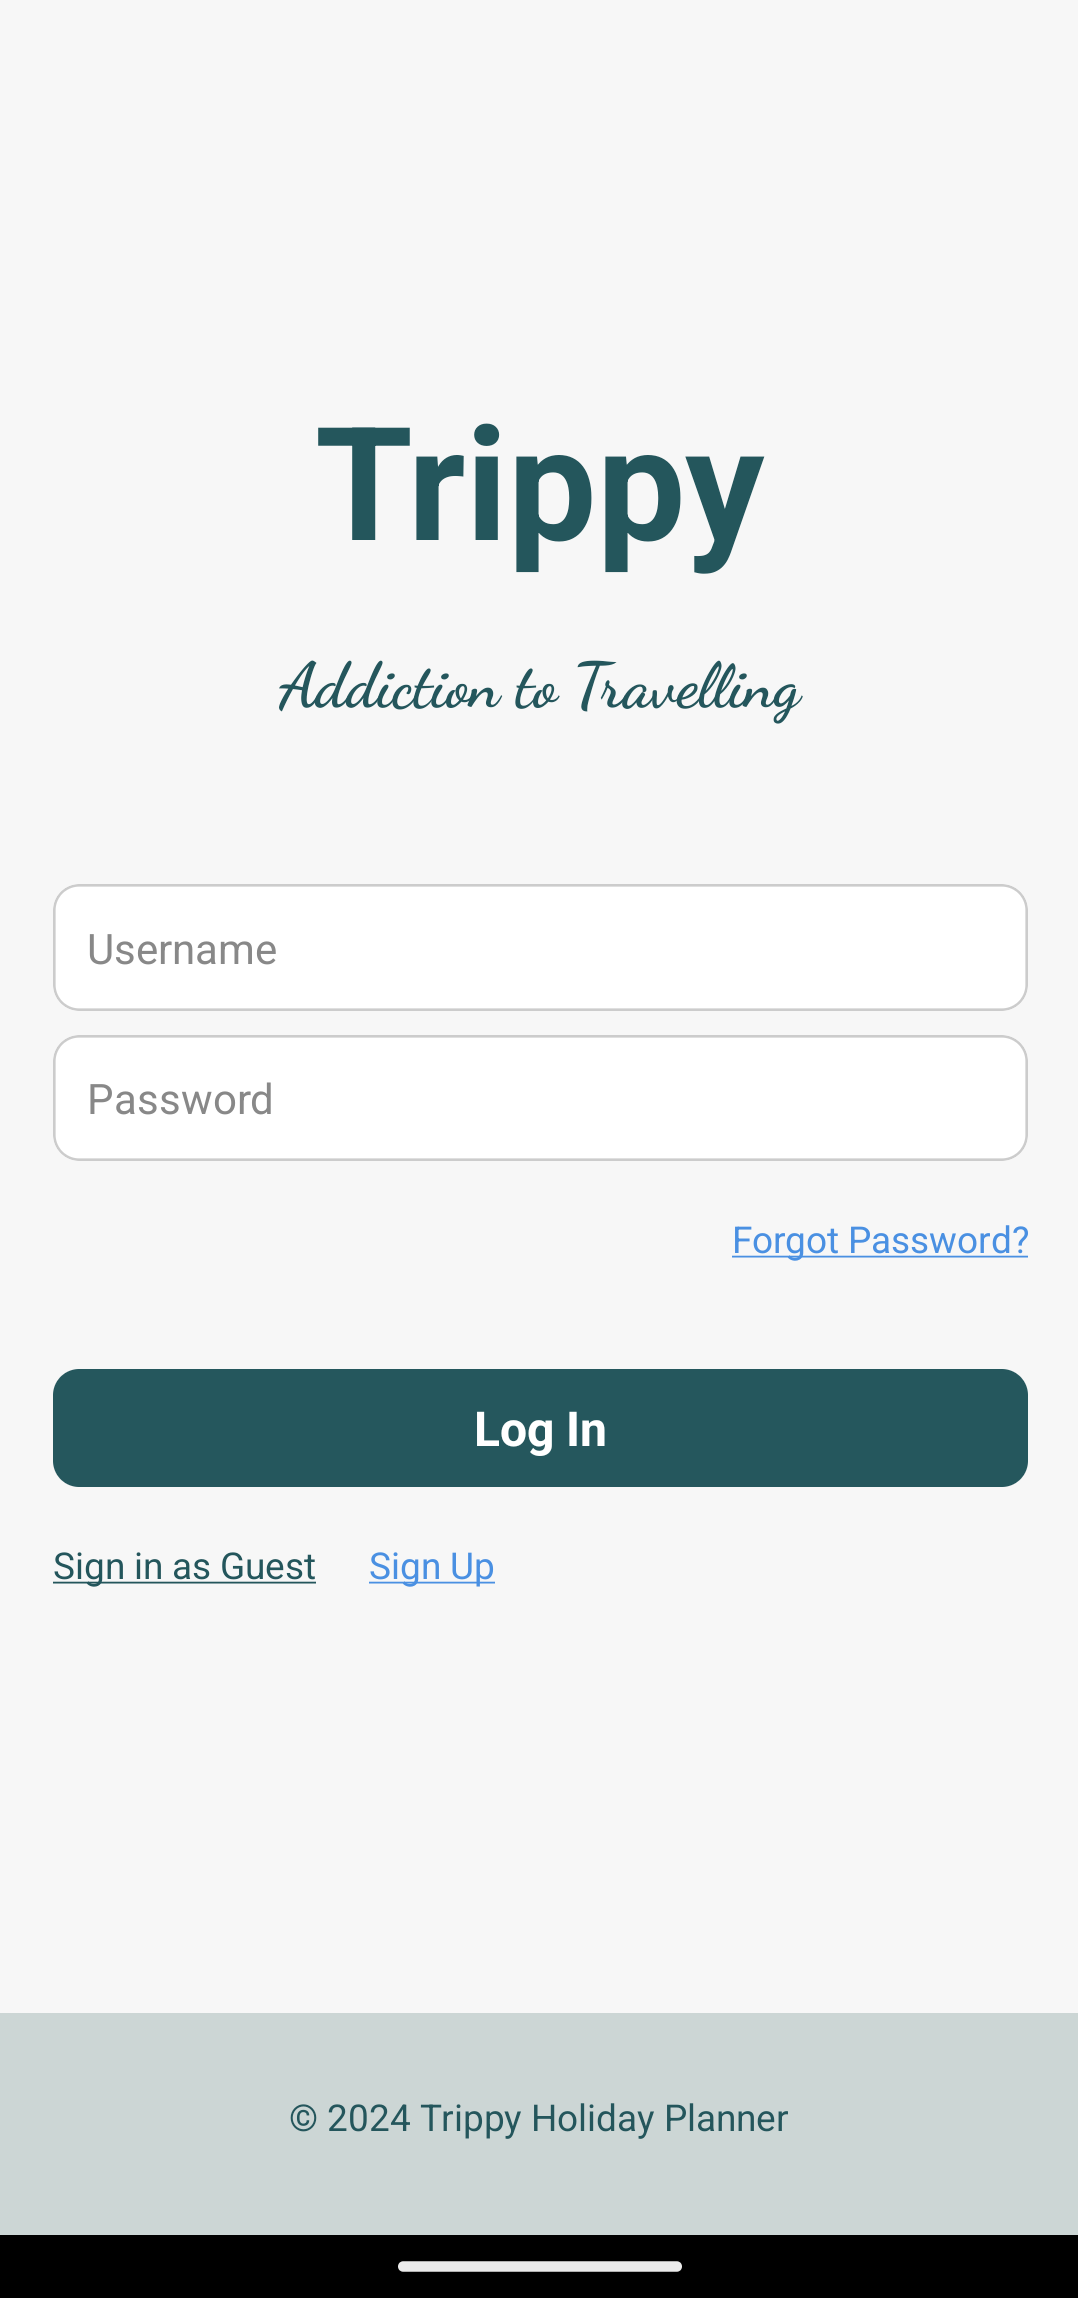 Trippy
Addiction to Travelling
Username
Password
Forgot Password?
Log In
Sign in as Guest Sign Up
© 2024 Trippy Holiday Planner